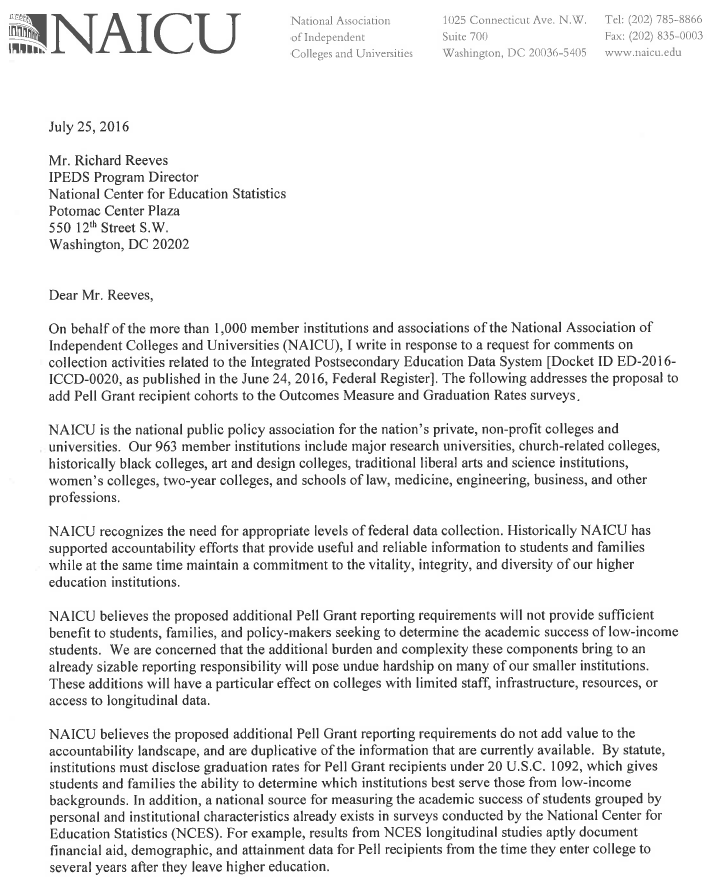 NAICU
National Association
of Independent
Colleges and Universities
1025 Connecticut Ave. N.W.
Suite 700
Washington, DC 20036-5405
Tel: (202) 785-8866
Fax: (202) 835-0003
www.naicu.edu
July 25, 2016
Mr. Richard Reeves
IPEDS Program Director
National Center for Education Statistics
Potomac Center Plaza
550 12th Street S.W.
Washington, DC 20202
Dear Mr. Reeves,
On behalf of the more than 1,000 member institutions and associations of the National Association of
Independent Colleges and Universities (NAICU), I write in response to a request for comments on
collection activities related to the Integrated Postsecondary Education Data System [Docket ID ED-2016-
ICCD-0020, as published in the June 24, 2016, Federal Register]. The following addresses the proposal to
add Pell Grant recipient cohorts to the Outcomes Measure and Graduation Rates surveys.
NAICU is the national public policy association for the nation's private, non-profit colleges and
universities. Our 963 member institutions include major research universities, church-related colleges,
historically black colleges, art and design colleges, traditional liberal arts and science institutions,
women's colleges, two-year colleges, and schools of law, medicine, engineering, business, and other
professions.
NAICU recognizes the need for appropriate levels of federal data collection. Historically NAICU has
supported accountability efforts that provide useful and reliable information to students and families
while at the same time maintain a commitment to the vitality, integrity, and diversity of our higher
education institutions.
NAICU believes the proposed additional Pell Grant reporting requirements will not provide sufficient
benefit to students, families, and policy-makers seeking to determine the academic success of low-income
students. We are concerned that the additional burden and complexity these components bring to an
already sizable reporting responsibility will pose undue hardship on many of our smaller institutions.
These additions will have a particular effect on colleges with limited staff, infrastructure, resources, or
access to longitudinal data.
NAICU believes the proposed additional Pell Grant reporting requirements do not add value to the
accountability landscape, and are duplicative of the information that are currently available. By statute,
institutions must disclose graduation rates for Pell Grant recipients under 20 U.S.C. 1092, which gives
students and families the ability to determine which institutions best serve those from low-income
backgrounds. In addition, a national source for measuring the academic success of students grouped by
personal and institutional characteristics already exists in surveys conducted by the National Center for
Education Statistics (NCES). For example, results from NCES longitudinal studies aptly document
financial aid, demographic, and attainment data for Pell recipients from the time they enter college to
several years after they leave higher education.